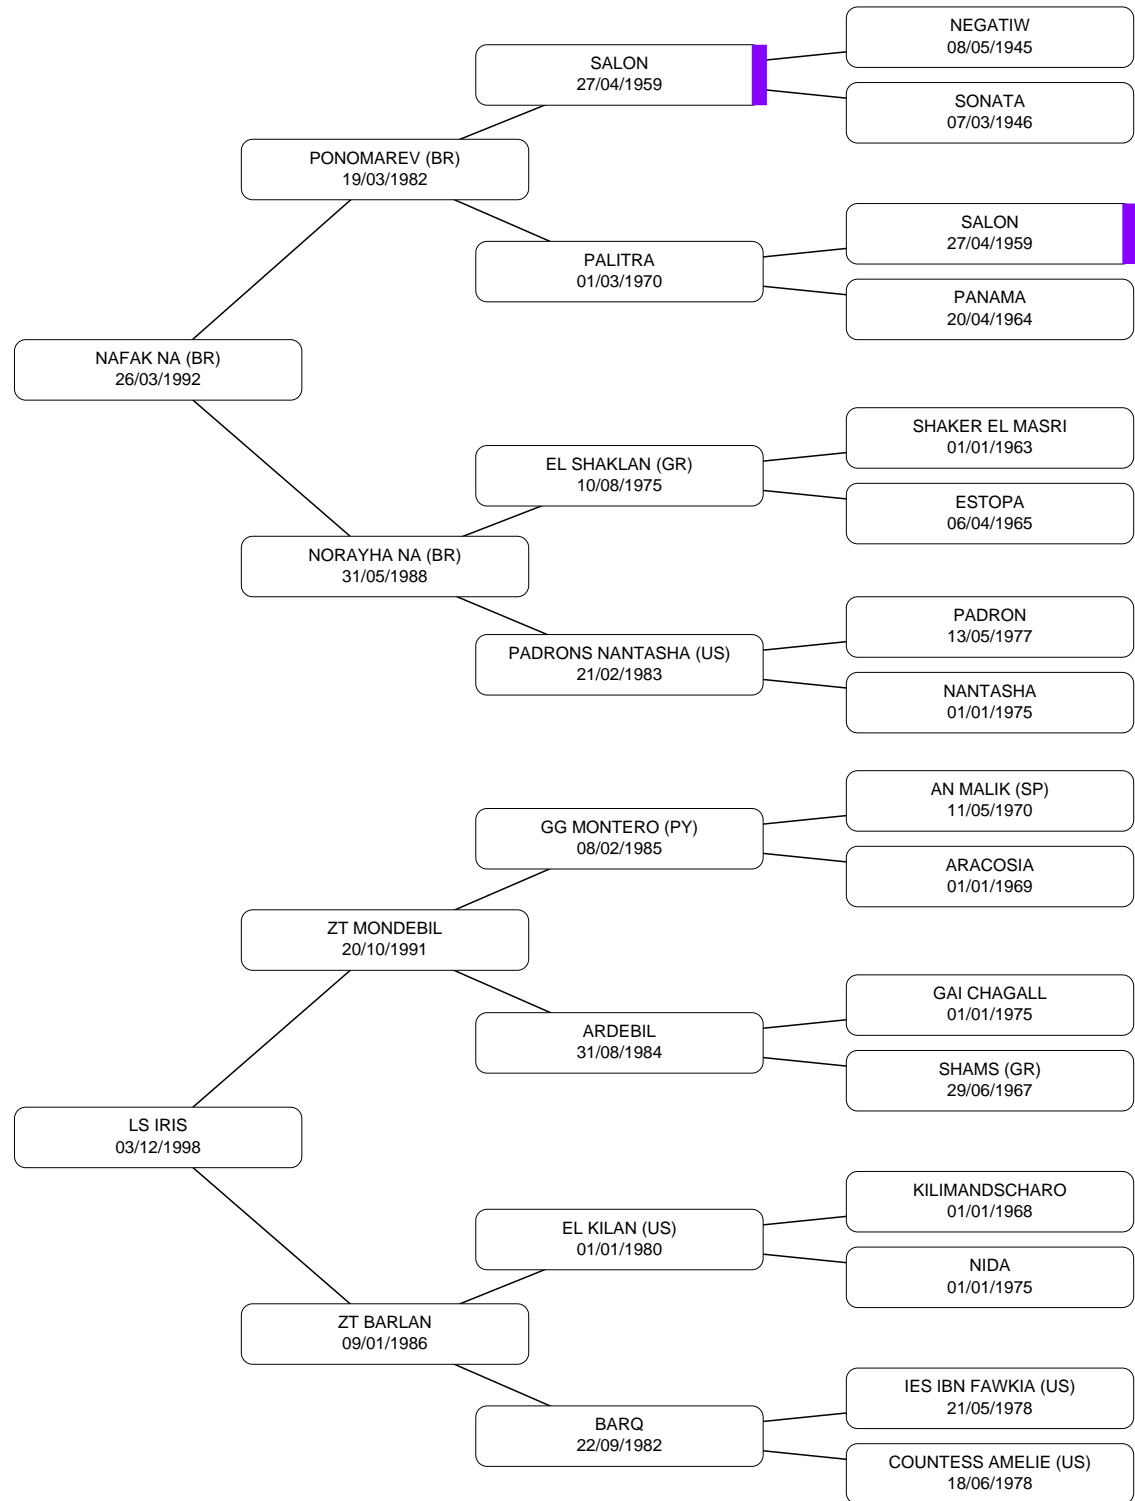 NEGATIW
08/05/1945
SALON
27/04/1959
SONATA
07/03/1946
PONOMAREV (BR)
19/03/1982
SALON
27/04/1959
PALITRA
01/03/1970
PANAMA
20/04/1964
NAFAK NA (BR)
26/03/1992
SHAKER EL MASRI
01/01/1963
EL SHAKLAN (GR)
10/08/1975
ESTOPA
06/04/1965
NORAYHA NA (BR)
31/05/1988
PADRON
13/05/1977
PADRONS NANTASHA (US)
21/02/1983
NANTASHA
01/01/1975
AN MALIK (SP)
11/05/1970
GG MONTERO (PY)
08/02/1985
ARACOSIA
01/01/1969
ZT MONDEBIL
20/10/1991
GAI CHAGALL
01/01/1975
ARDEBIL
31/08/1984
SHAMS (GR)
29/06/1967
LS IRIS
03/12/1998
KILIMANDSCHARO
01/01/1968
EL KILAN (US)
01/01/1980
NIDA
01/01/1975
ZT BARLAN
09/01/1986
IES IBN FAWKIA (US)
21/05/1978
BARQ
22/09/1982
COUNTESS AMELIE (US)
18/06/1978